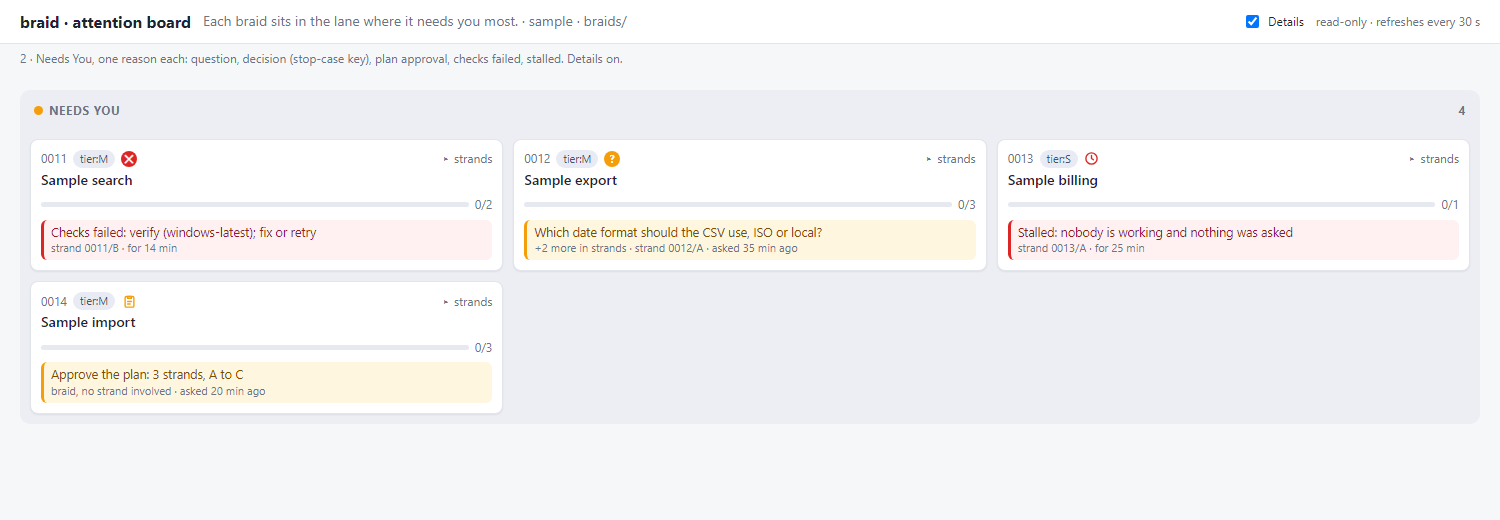 braid · attention board Each braid sits in the lane where it needs you most. · sample · braids/ Details read-only · refreshes every 30 s
2 · Needs You, one reason each: question, decision (stop-case key), plan approval, checks failed, stalled. Details on.
NEEDS YOU 4
0011 tier:M ▸ strands
Sample search
0/2
Checks failed: verify (windows-latest); fix or retry
strand 0011/B · for 14 min
0012 tier:M ? ▸ strands
Sample export
0/3
Which date format should the CSV use, ISO or local?
+2 more in strands · strand 0012/A · asked 35 min ago
0013 tier:S ▸ strands
Sample billing
0/1
Stalled: nobody is working and nothing was asked
strand 0013/A · for 25 min
0014 tier:M ▸ strands
Sample import
0/3
Approve the plan: 3 strands, A to C
braid, no strand involved · asked 20 min ago